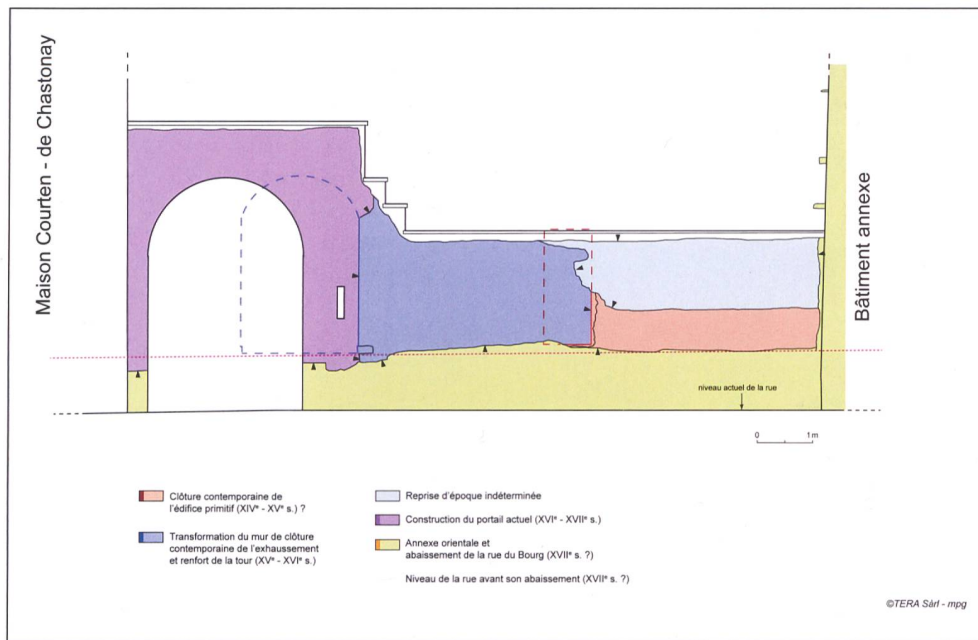 Maison Courten - de Chastonay
Bâtiment annexe
niveau actuel de la rue
0 1m
Clôture contemporaine de
l'édifice primitif (XIVᵉ - XVᵉ s.) ?
Transformation du mur de clôture
contemporaine de l'exhaussement
et renfort de la tour (XVᵉ - XVIᵉ s.)
Reprise d'époque indéterminée
Construction du portail actuel (XVIᵉ - XVIIᵉ s.)
Annexe orientale et
abaissement de la rue du Bourg (XVIIᵉ s. ?)
Niveau de la rue avant son abaissement (XVIIᵉ s. ?)
©TERA Sàrl - mpg